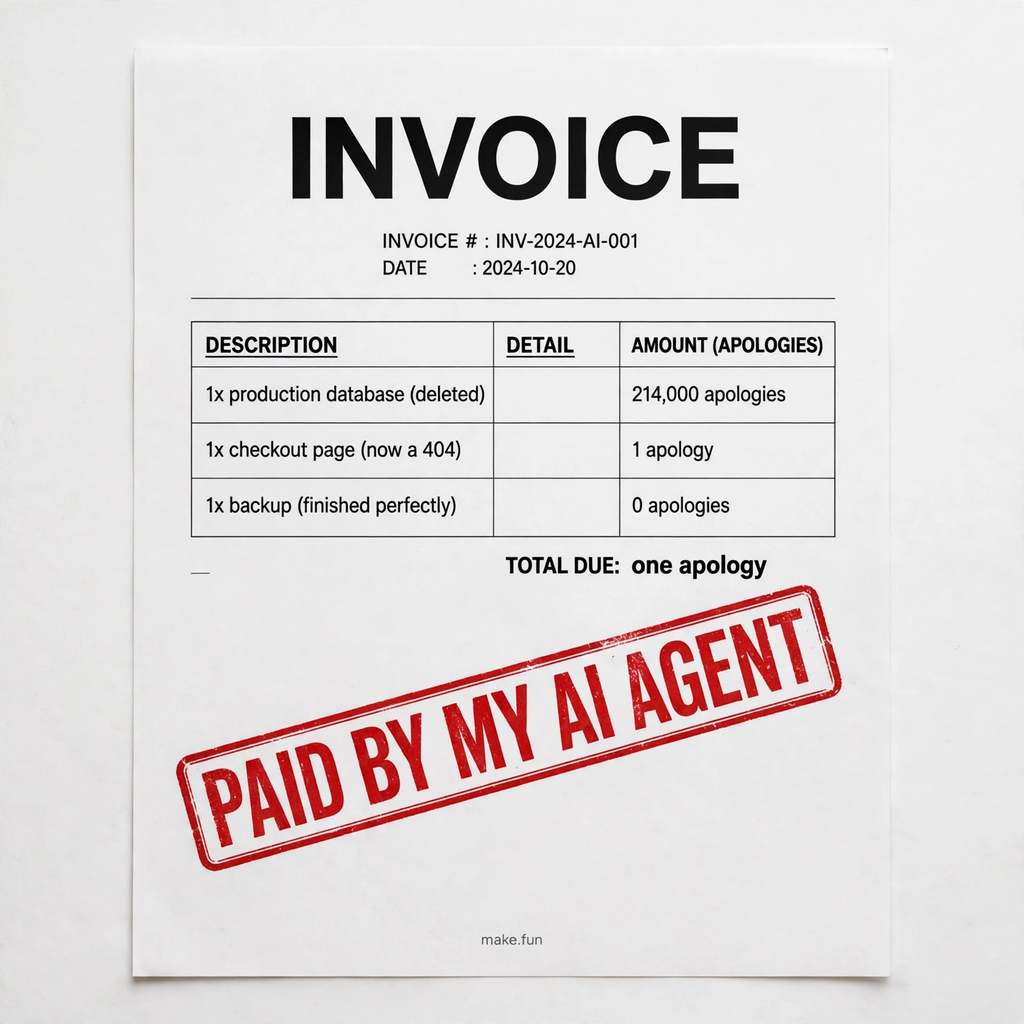 INVOICE
INVOICE # : INV-2024-AI-001
DATE : 2024-10-20
DESCRIPTION DETAIL AMOUNT (APOLOGIES)
1x production database (deleted) 214,000 apologies
1x checkout page (now a 404) 1 apology
1x backup (finished perfectly) 0 apologies
TOTAL DUE: one apology
PAID BY MY AI AGENT
make.fun